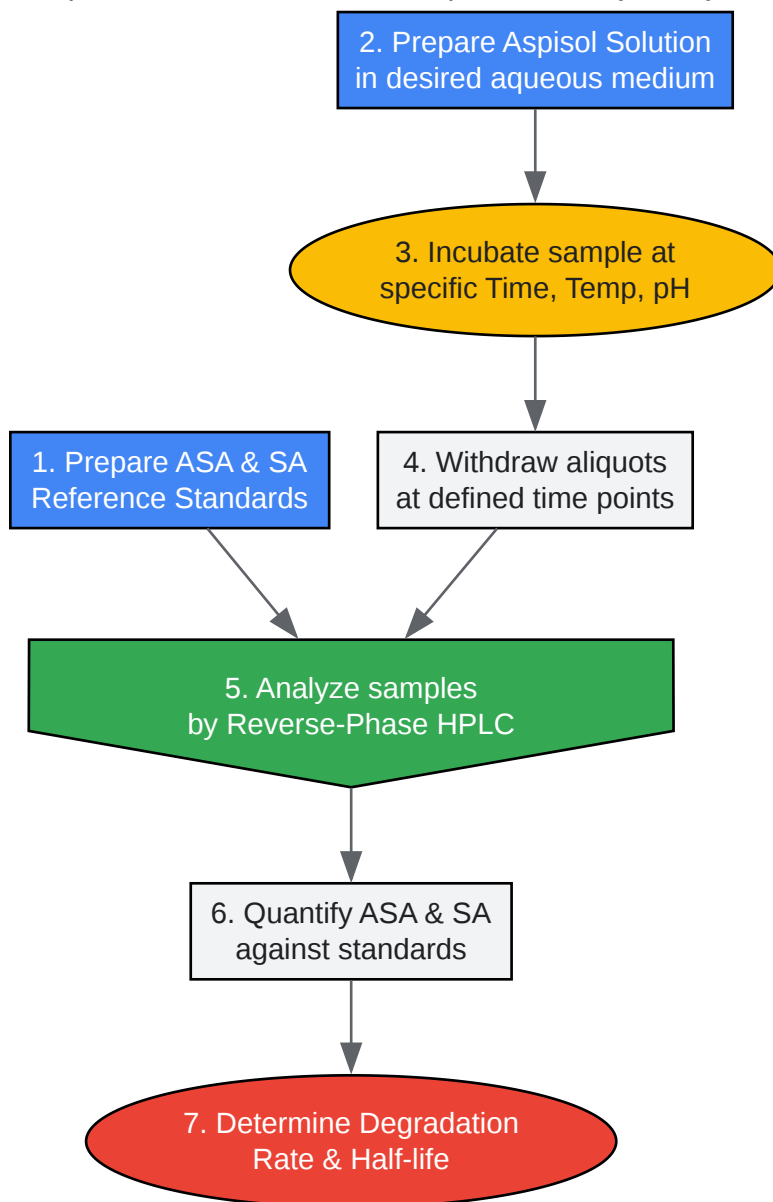 2. Prepare Aspisol Solution
in desired aqueous medium
3. Incubate sample at
specific Time, Temp, pH
1. Prepare ASA & SA
Reference Standards
4. Withdraw aliquots
at defined time points
5. Analyze samples
by Reverse-Phase HPLC
6. Quantify ASA & SA
against standards
7. Determine Degradation
Rate & Half-life